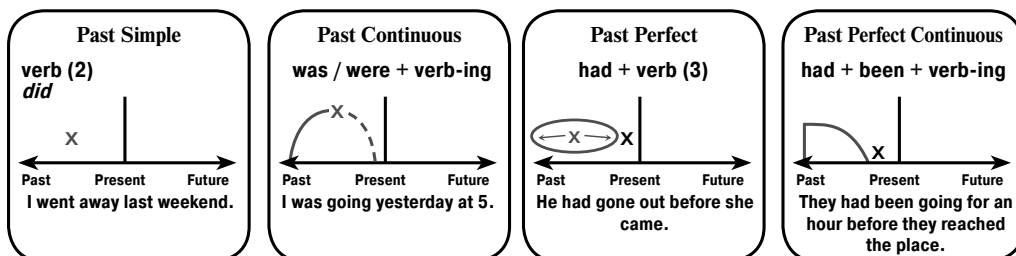 Past Simple
verb (2)
did
X
Past Present Future
I went away last weekend.
Past Continuous
was / were + verb-ing
X
Past Present Future
I was going yesterday at 5.
Past Perfect
had + verb (3)
X X
Past Present Future
He had gone out before she
came.
Past Perfect Continuous
had + been + verb-ing
X
Past Present Future
They had been going for an
hour before they reached
the place.